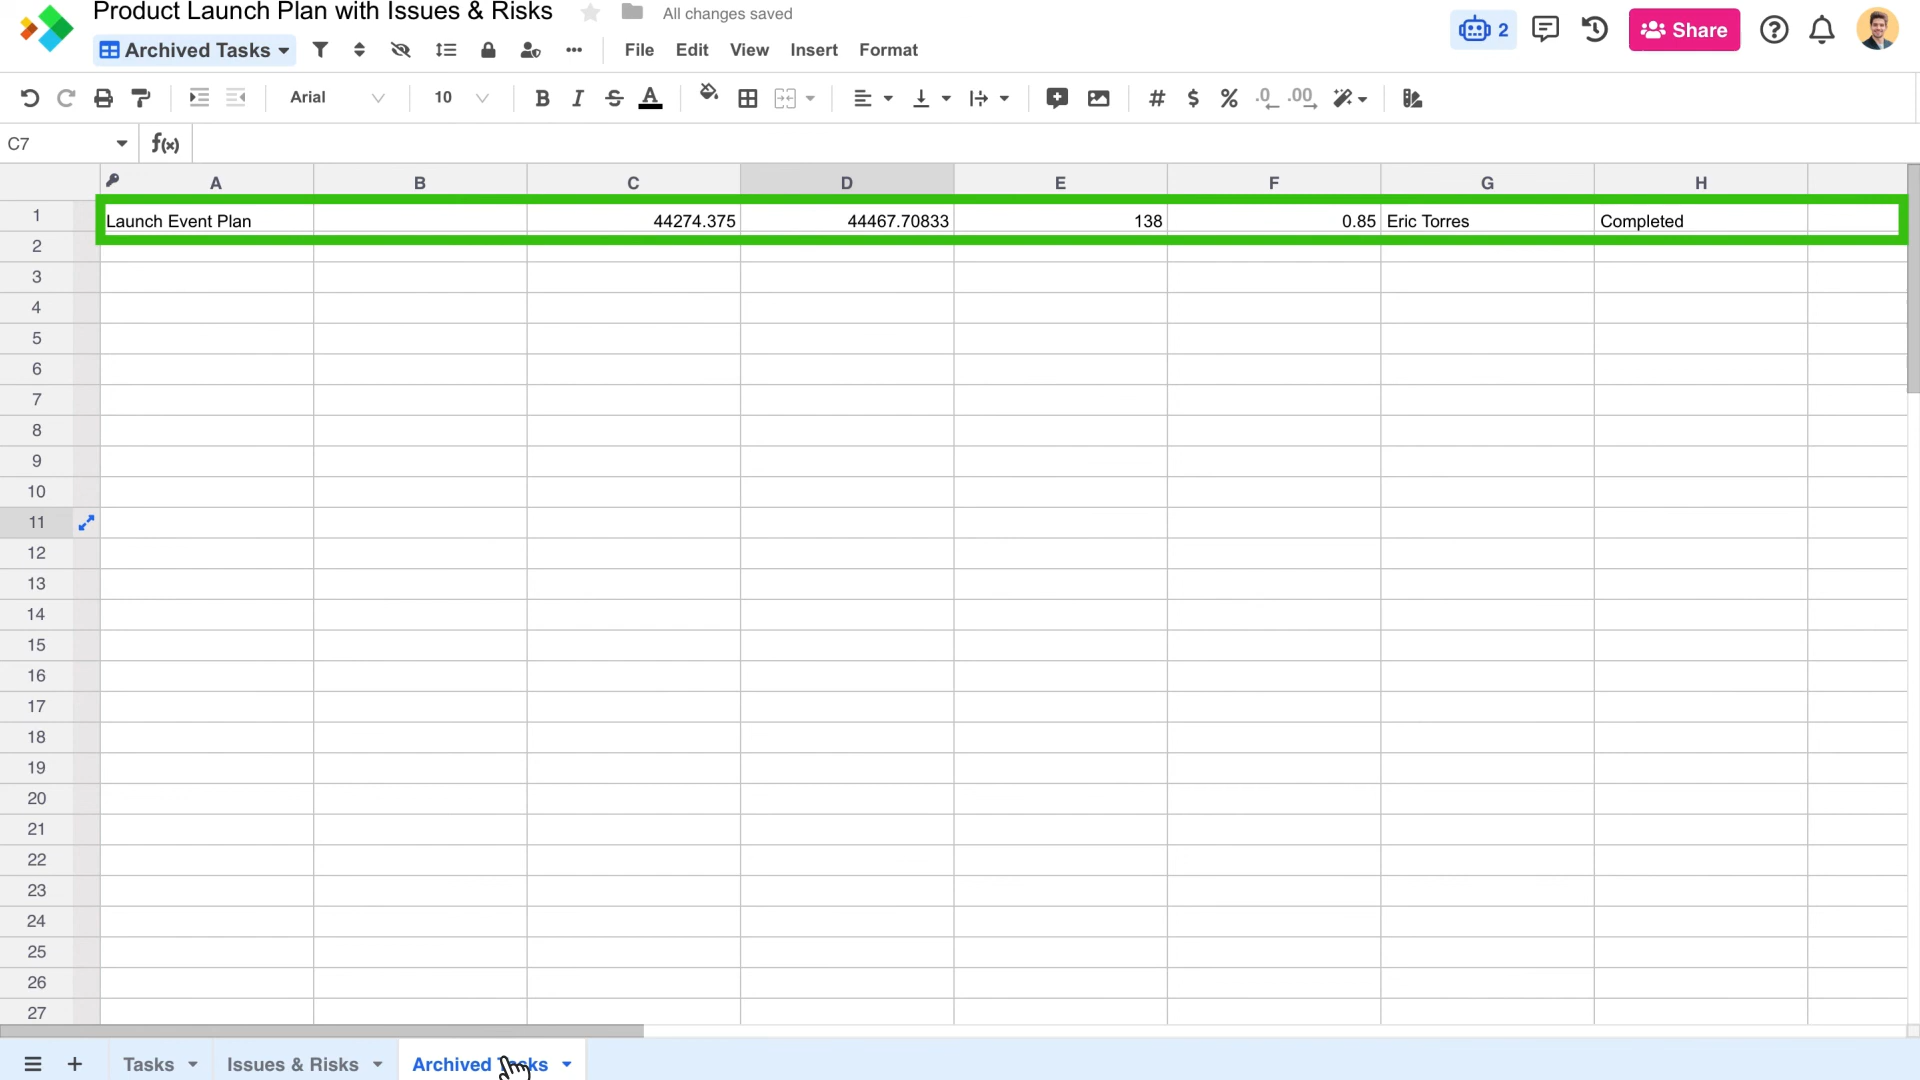 Product Launch Plan with Issues & Risks
All changes saved
Archived Tasks
File Edit View Insert Format
2
Share
Arial
10
B I S A
# $ % .0 .00
C7
f(x)
A B C D E F G H
1 Launch Event Plan 44274.375 44467.70833 138 0.85 Eric Torres Completed
2
3
4
5
6
7
8
9
10
11
12
13
14
15
16
17
18
19
20
21
22
23
24
25
26
27
Tasks Issues & Risks Archived Tasks